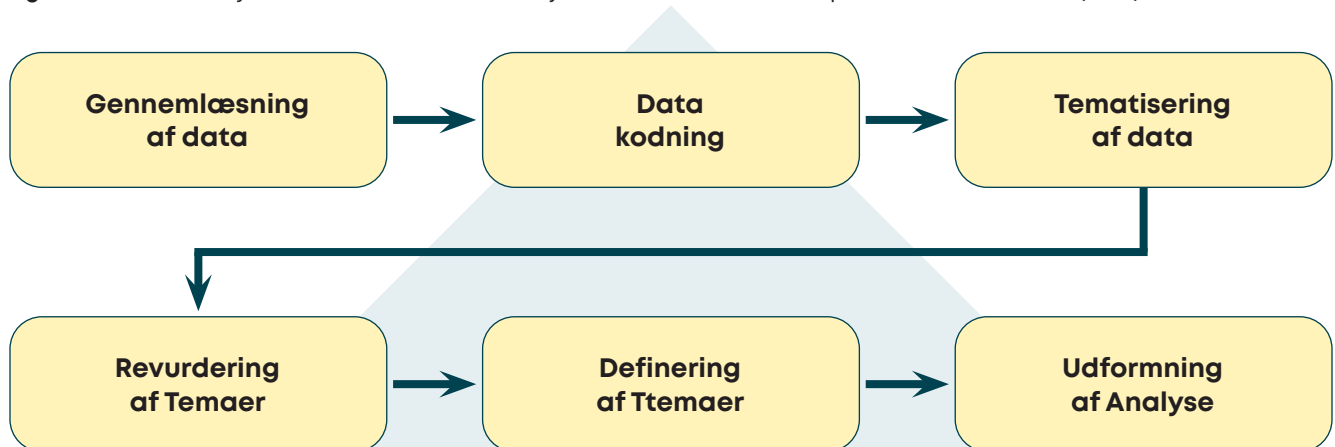 Gennemlæsning
af data
Data
kodning
Tematisering
af data
Revurdering
af Temaer
Definering
af Ttemaer
Udformning
af Analyse